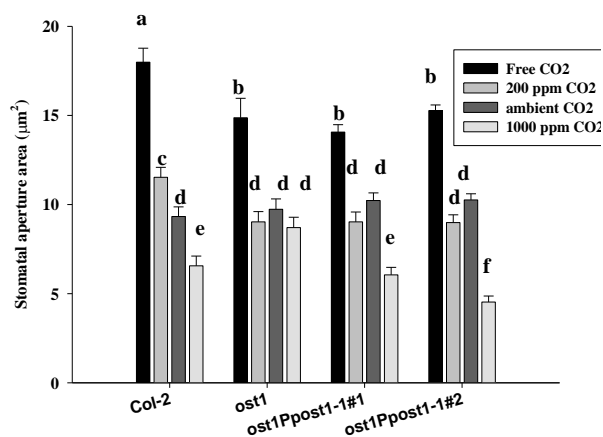 Stomatal aperture area (µm²)
20
15
10
5
0
a
c
d
e
b
d
d
d
b
d
d
e
b
d
d
f
Free CO2
200 ppm CO2
ambient CO2
1000 ppm CO2
Col-2
ost1
ost1Ppost1-1#1
ost1Ppost1-1#2